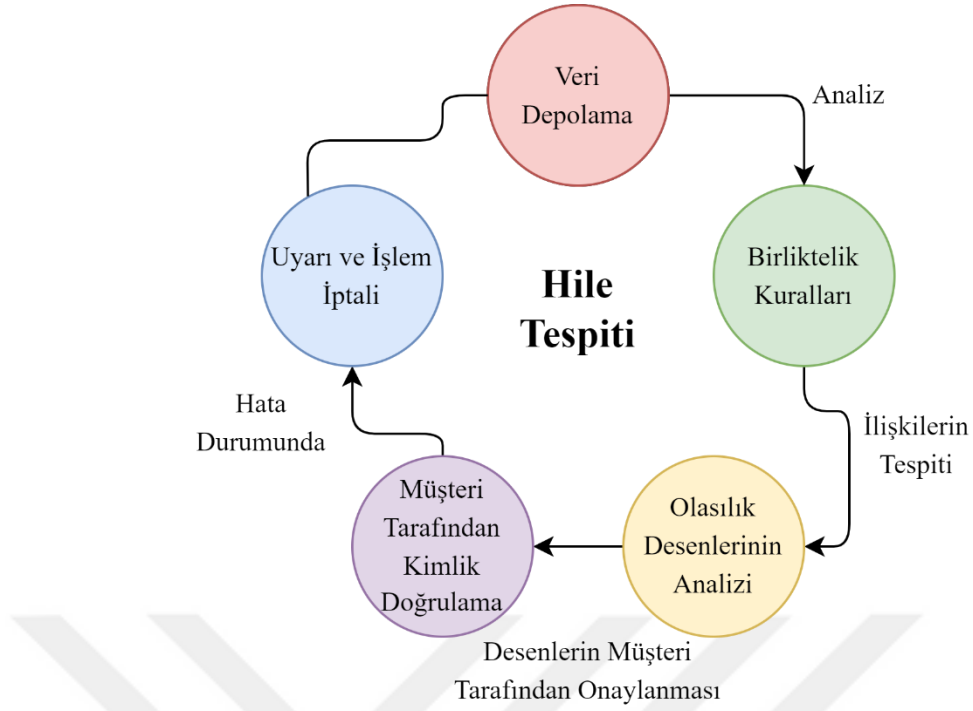 Veri
Depolama
Analiz
Birliktelik
Kuralları
İlişkilerin
Tespiti
Olasılık
Desenlerinin
Analizi
Desenlerin Müşteri
Tarafından Onaylanması
Müşteri
Tarafından
Kimlik
Doğrulama
Hata
Durumunda
Uyarı ve İşlem
İptali
Hile
Tespiti